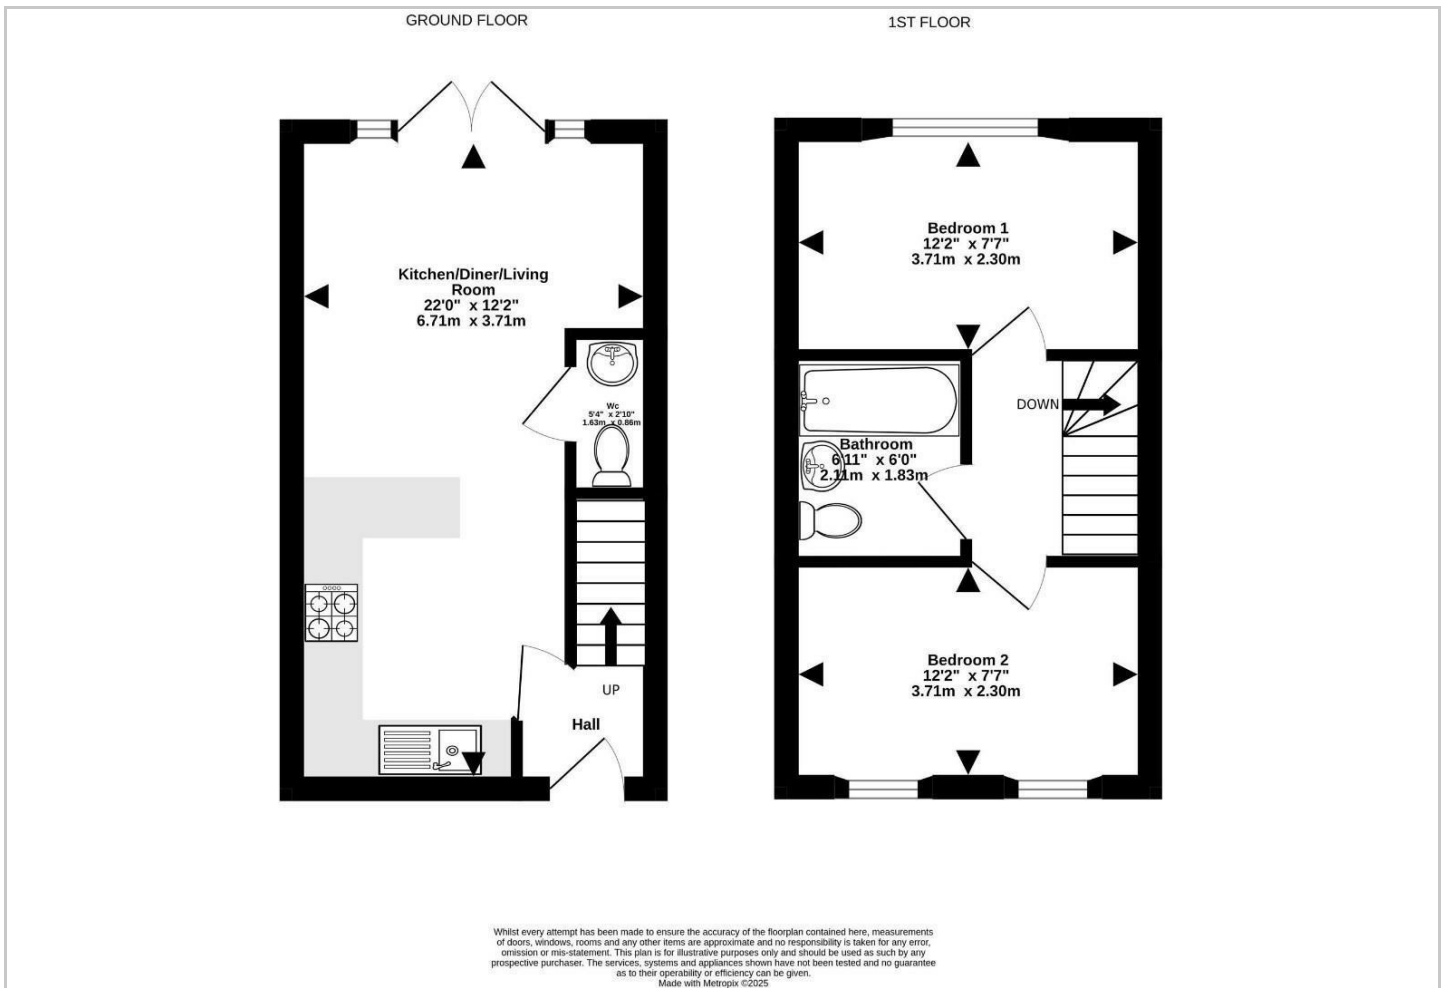 GROUND FLOOR
1ST FLOOR
Kitchen/Diner/Living
Room
22'0" x 12'2"
6.71m x 3.71m
Wc
5'4" x 2'10"
1.63m x 0.86m
UP
Hall
Bedroom 1
12'2" x 7'7"
3.71m x 2.30m
DOWN
Bathroom
6'11" x 6'0"
2.11m x 1.83m
Bedroom 2
12'2" x 7'7"
3.71m x 2.30m
Whilst every attempt has been made to ensure the accuracy of the floorplan contained here, measurements
of doors, windows, rooms and any other items are approximate and no responsibility is taken for any error,
omission or mis-statement. This plan is for illustrative purposes only and should be used as such by any
prospective purchaser. The services, systems and appliances shown have not been tested and no guarantee
as to their operability or efficiency can be given.
Made with Metropix ©2025